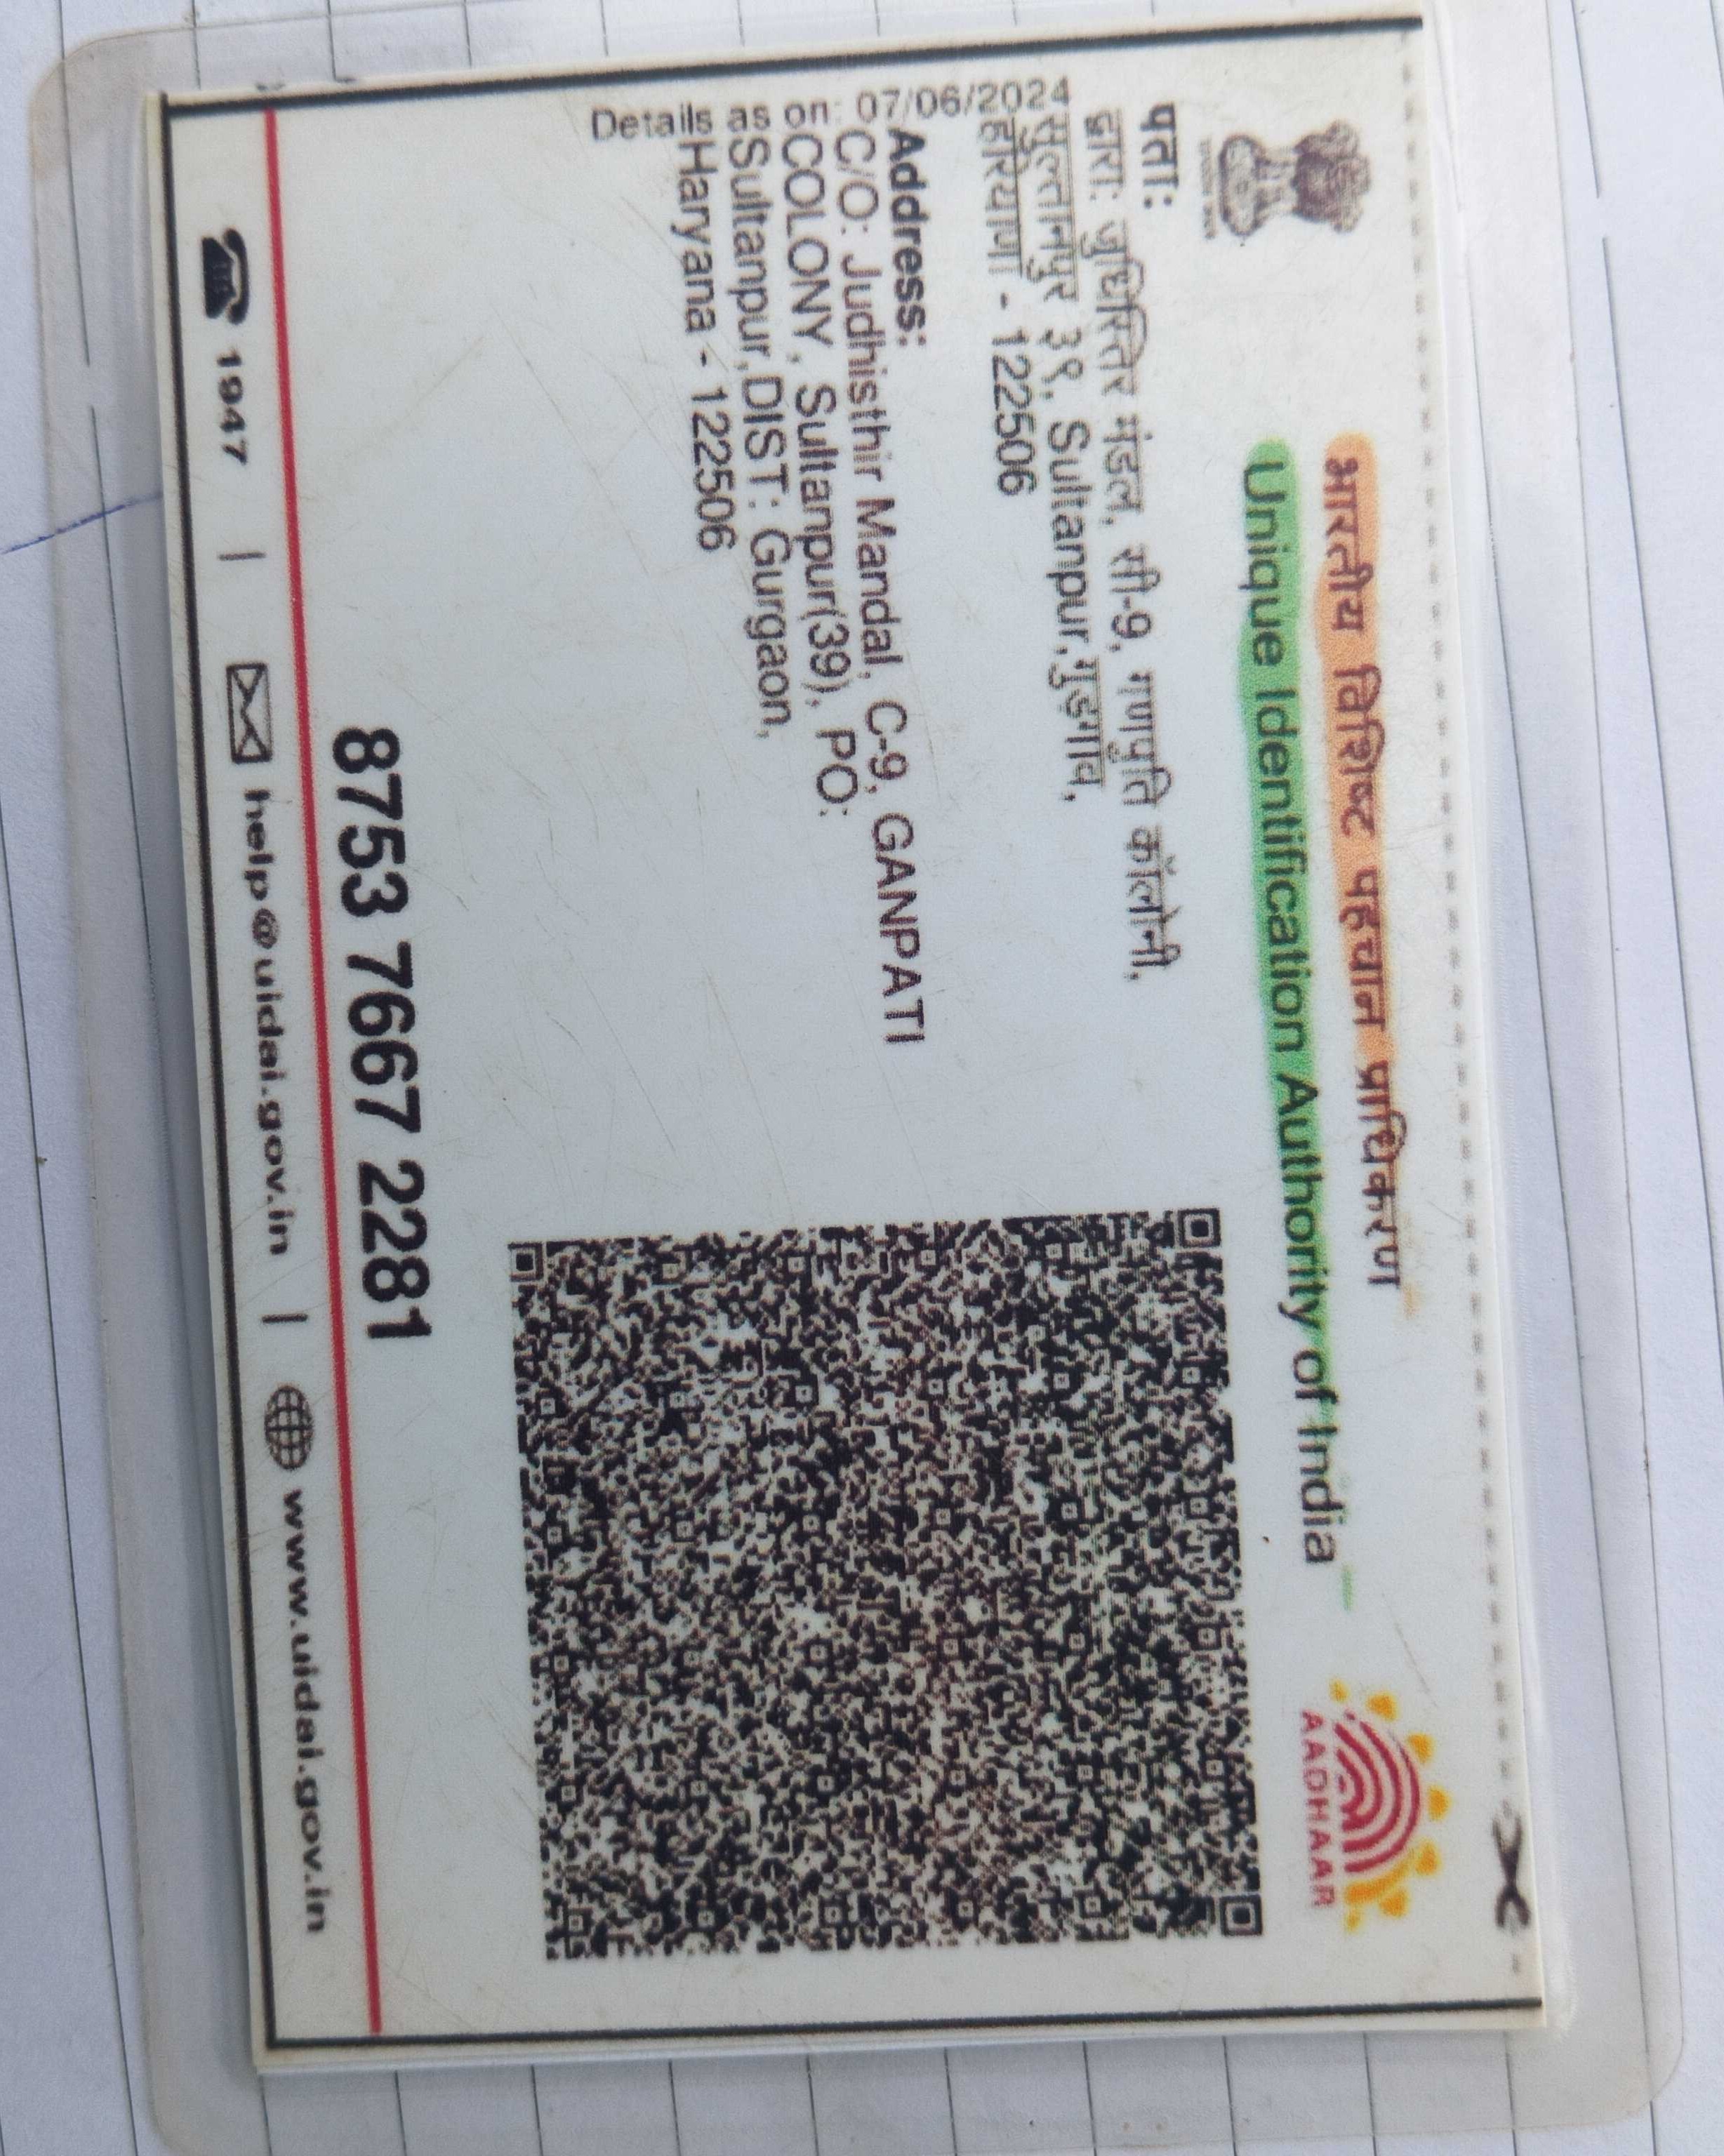 भारतीय विशिष्ट पहचान प्राधिकरण
Unique Identification Authority of India
AADHAAR
पता:
द्वारा: जुधिस्तिर मंडल, सी-9, गणपति कॉलोनी,
सुल्तानपुर ३९, Sultanpur,गुडगाव,
हरियाणा - 122506
Address:
C/O: Judhisthir Mandal, C-9, GANPATI
CCOLONY, Sultanpur(39), PO:
Sultanpur,DIST: Gurgaon,
Haryana - 122506
Details as on: 07/06/2024
8753 7667 2281
1947 | help@uidai.gov.in | www.uidai.gov.in